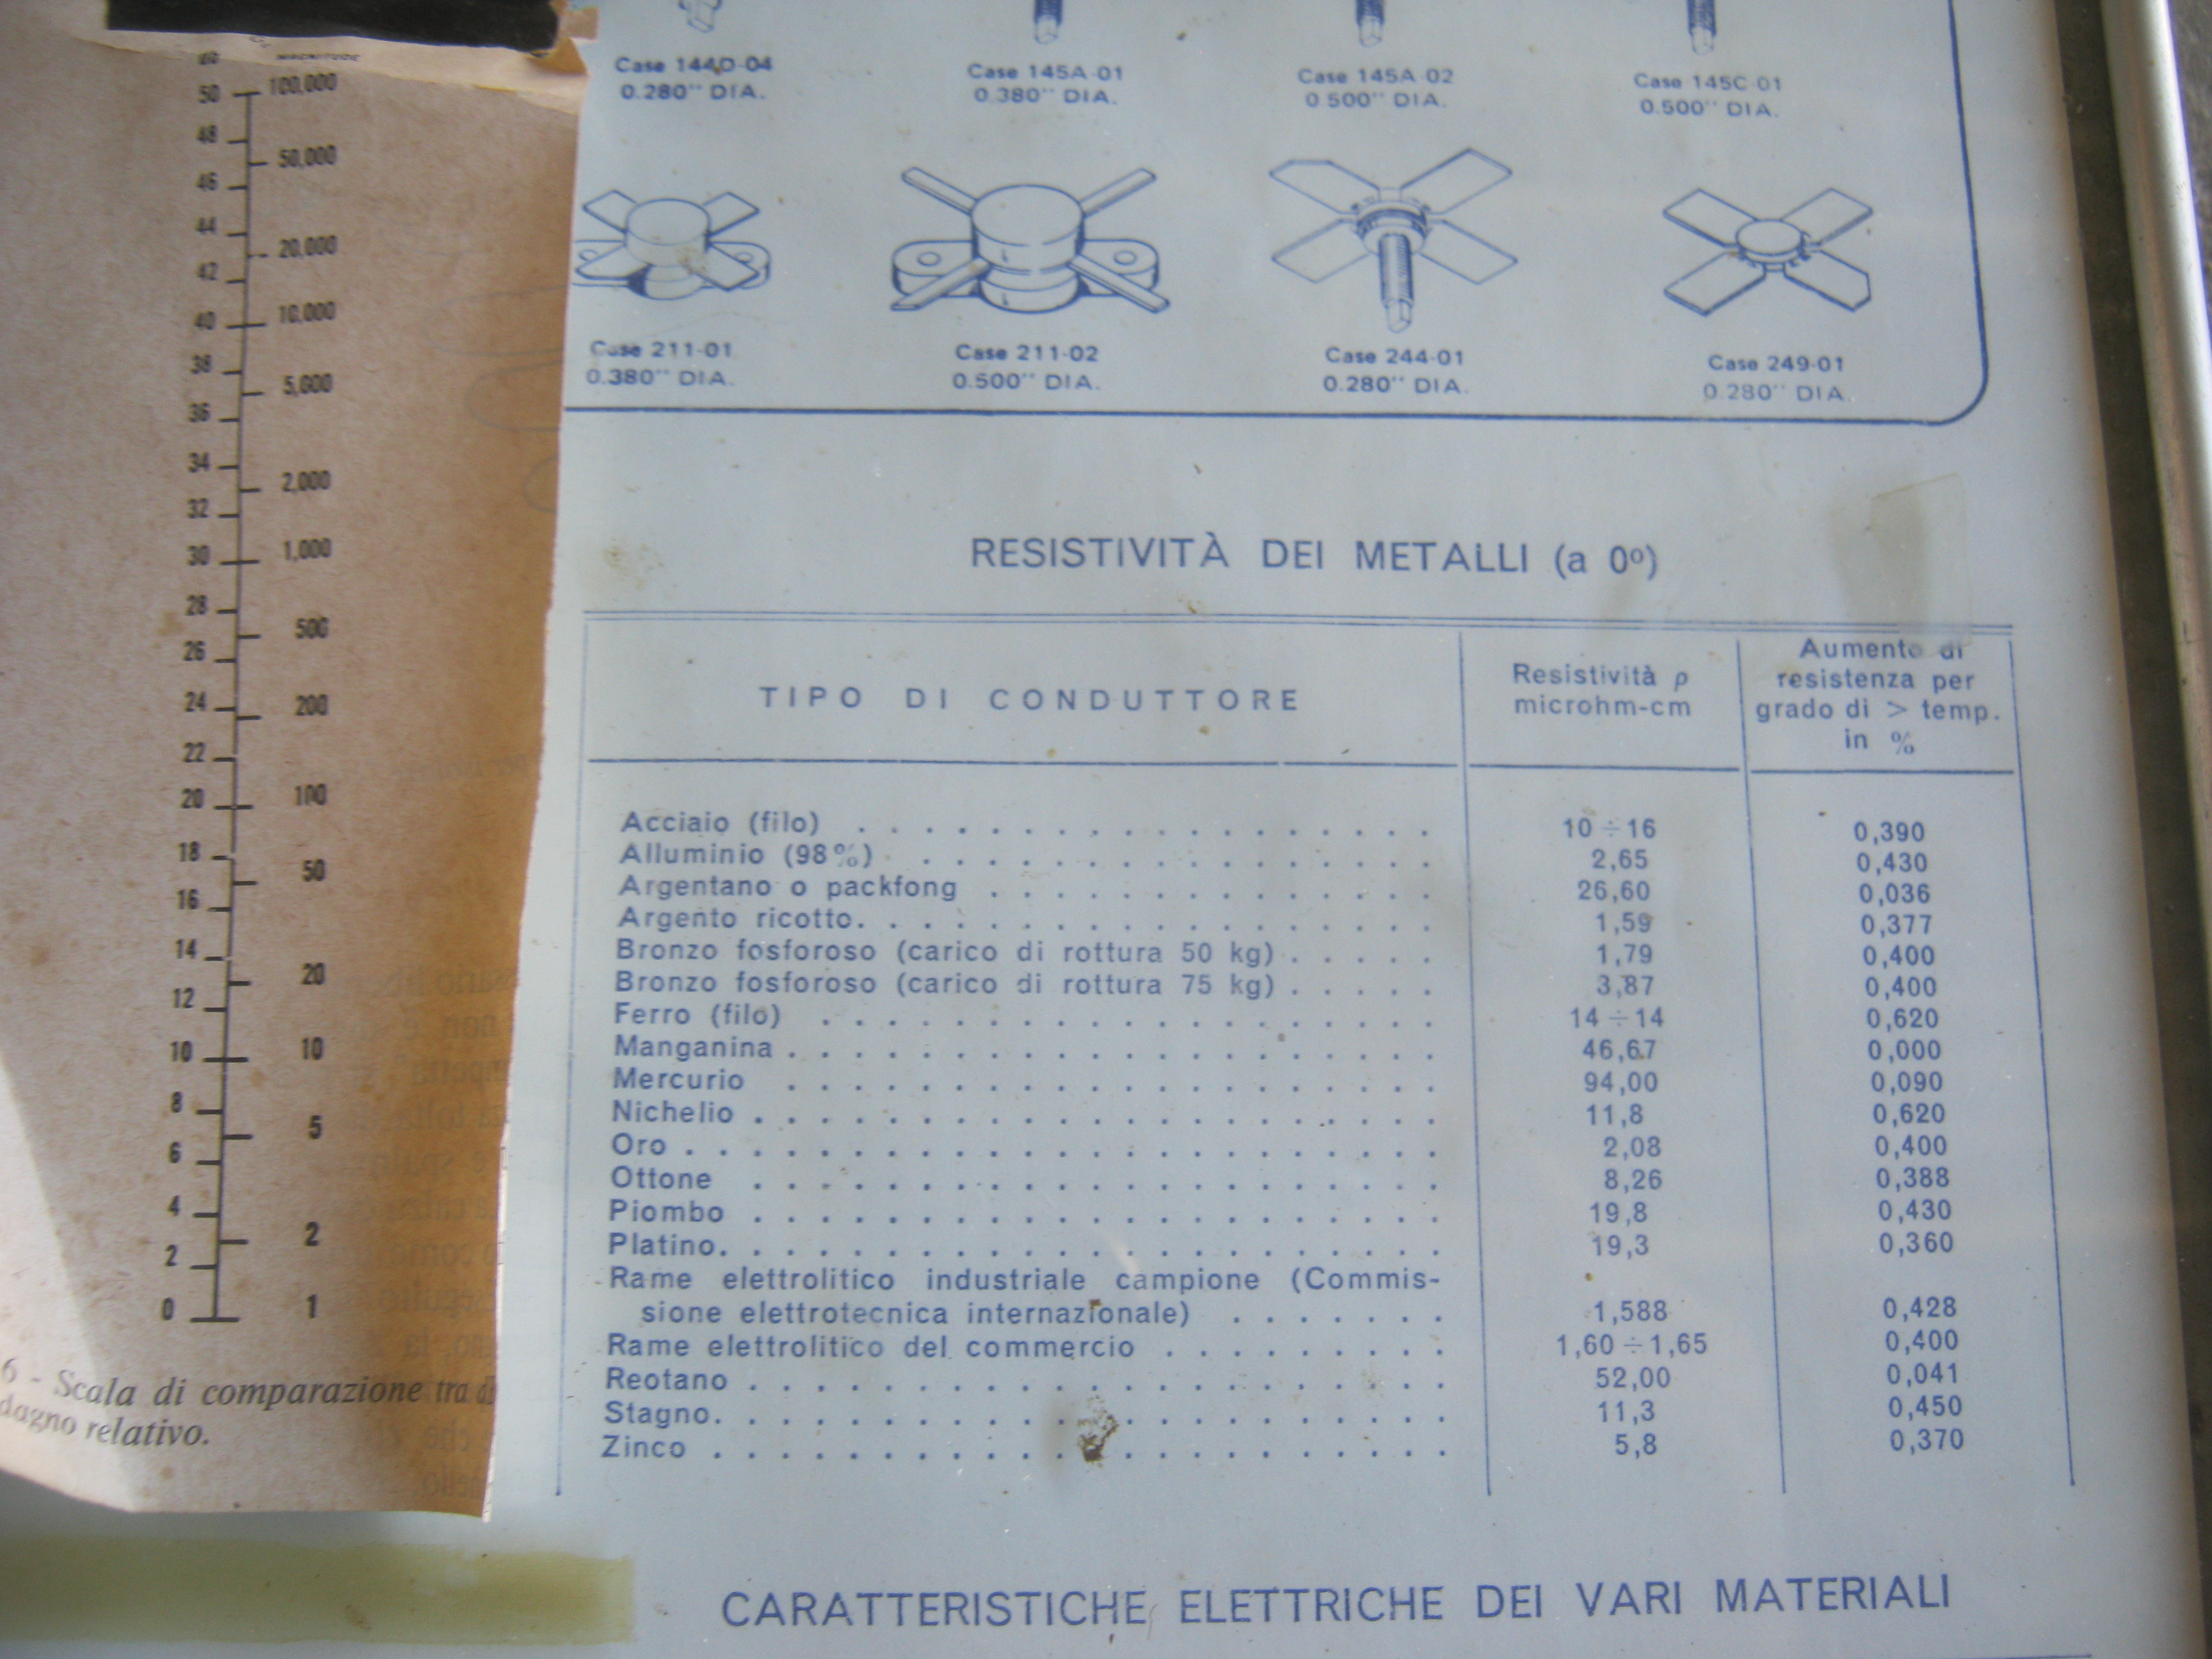 MAGNITUDE
50 100,000
48
50,000
46
44
20,000
42
40 10,000
38
5,000
36
34
2,000
32
30 1,000
28
500
26
24
200
22
20 100
18
50
16
14
20
12
10 10
8
5
6
4
2
2
0 1
6 - Scala di comparazione tra
dagno relativo.
Case 144D-04
0.280" DIA.
Case 145A-01
0.380" DIA.
Case 145A-02
0.500" DIA.
Case 145C-01
0.500" DIA.
Case 211-01
0.380" DIA.
Case 211-02
0.500" DIA.
Case 244-01
0.280" DIA.
Case 249-01
0.280" DIA.
RESISTIVITÀ DEI METALLI (a 0º)
TIPO DI CONDUTTORE
Resistività ρ
microhm-cm
Aumento di
resistenza per
grado di > temp.
in %
Acciaio (filo) . . . . . . . . . . . . . . . . . . 10 ÷ 16 0,390
Alluminio (98%) . . . . . . . . . . . . . . . . 2,65 0,430
Argentano o packfong . . . . . . . . . . . . . . 26,60 0,036
Argento ricotto. . . . . . . . . . . . . . . . . . 1,59 0,377
Bronzo fosforoso (carico di rottura 50 kg) . . . . . 1,79 0,400
Bronzo fosforoso (carico di rottura 75 kg) . . . . . 3,87 0,400
Ferro (filo) . . . . . . . . . . . . . . . . . . . 14 ÷ 14 0,620
Manganina . . . . . . . . . . . . . . . . . . . . 46,67 0,000
Mercurio . . . . . . . . . . . . . . . . . . . . 94,00 0,090
Nichelio . . . . . . . . . . . . . . . . . . . . . 11,8 0,620
Oro . . . . . . . . . . . . . . . . . . . . . . . 2,08 0,400
Ottone . . . . . . . . . . . . . . . . . . . . . 8,26 0,388
Piombo . . . . . . . . . . . . . . . . . . . . . 19,8 0,430
Platino. . . . . . . . . . . . . . . . . . . . . . 19,3 0,360
Rame elettrolitico industriale campione (Commis-
sione elettrotecnica internazionale) . . . . . . . 1,588 0,428
Rame elettrolitico del commercio . . . . . . . . . 1,60 ÷ 1,65 0,400
Reotano . . . . . . . . . . . . . . . . . . . . . 52,00 0,041
Stagno. . . . . . . . . . . . . . . . . . . . . . 11,3 0,450
Zinco . . . . . . . . . . . . . . . . . . . . . . 5,8 0,370
CARATTERISTICHE ELETTRICHE DEI VARI MATERIALI